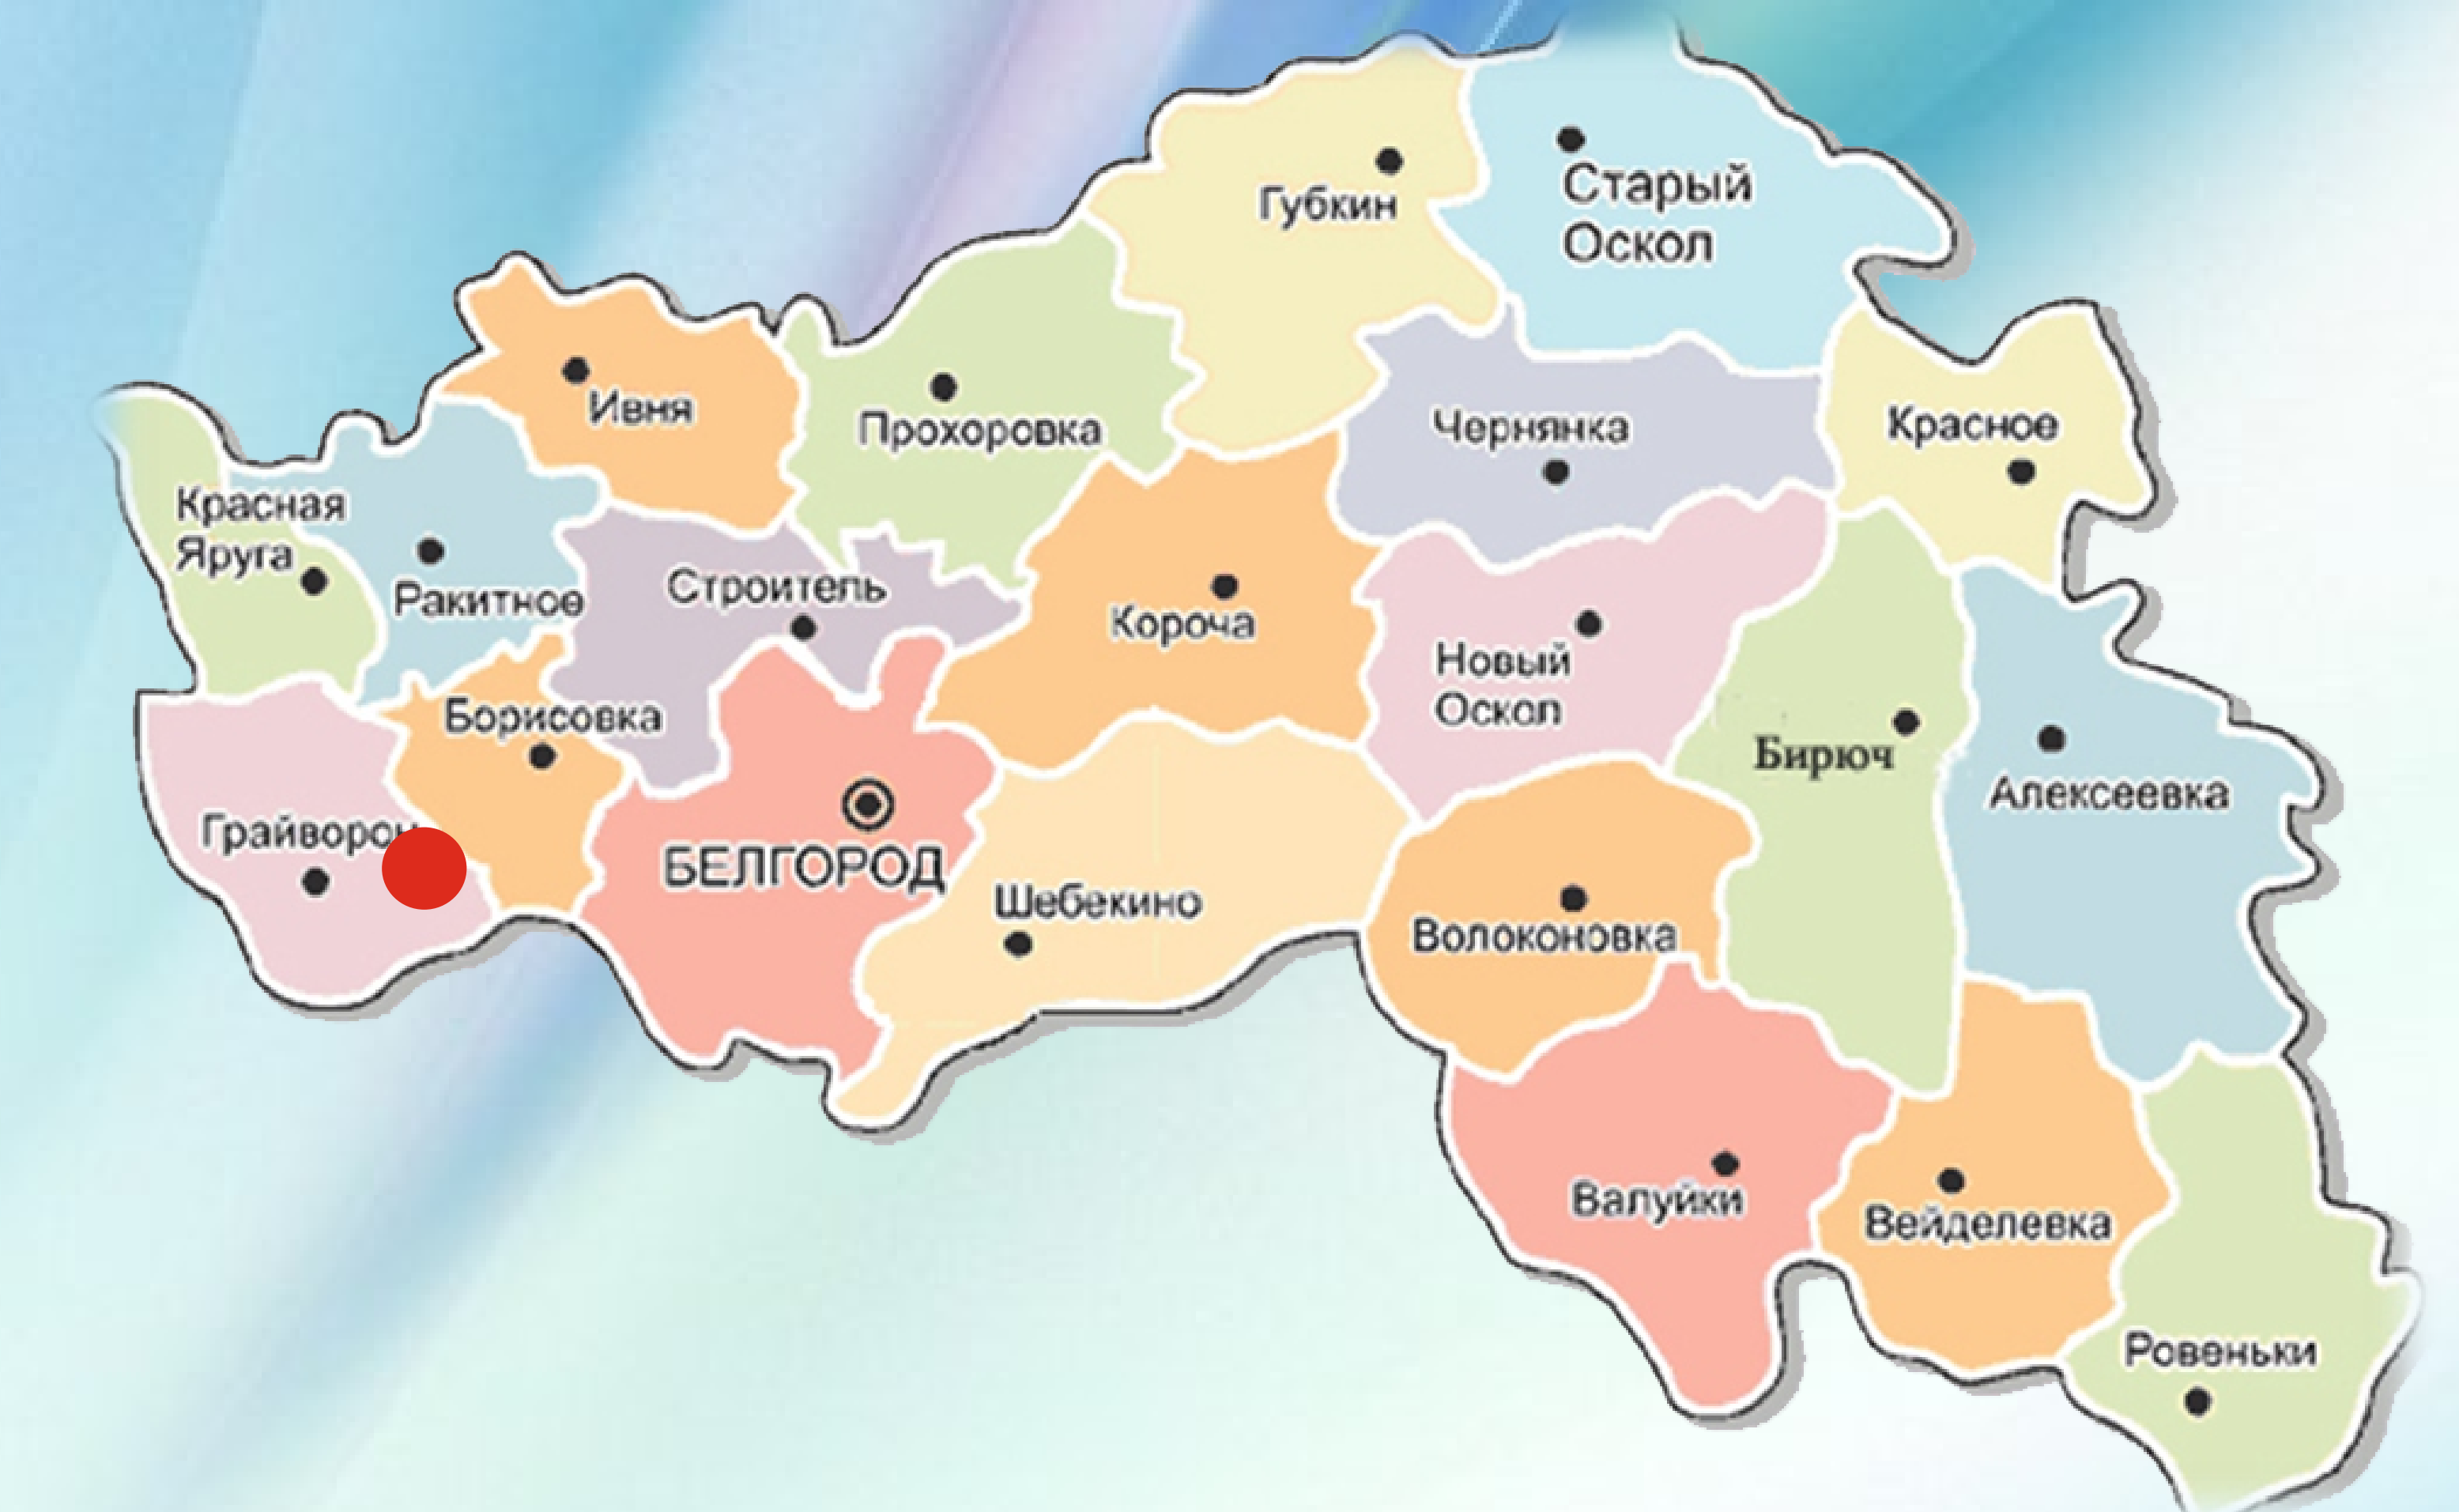 Губкин
Старый
Оскол
Ивня
Прохоровка
Чернянка
Красное
Красная
Яруга
Ракитное
Строитель
Короча
Новый
Оскол
Борисовка
Бирюч
Алексеевка
Грайворон
БЕЛГОРОД
Шебекино
Волоконовка
Валуйки
Вейделевка
Ровеньки